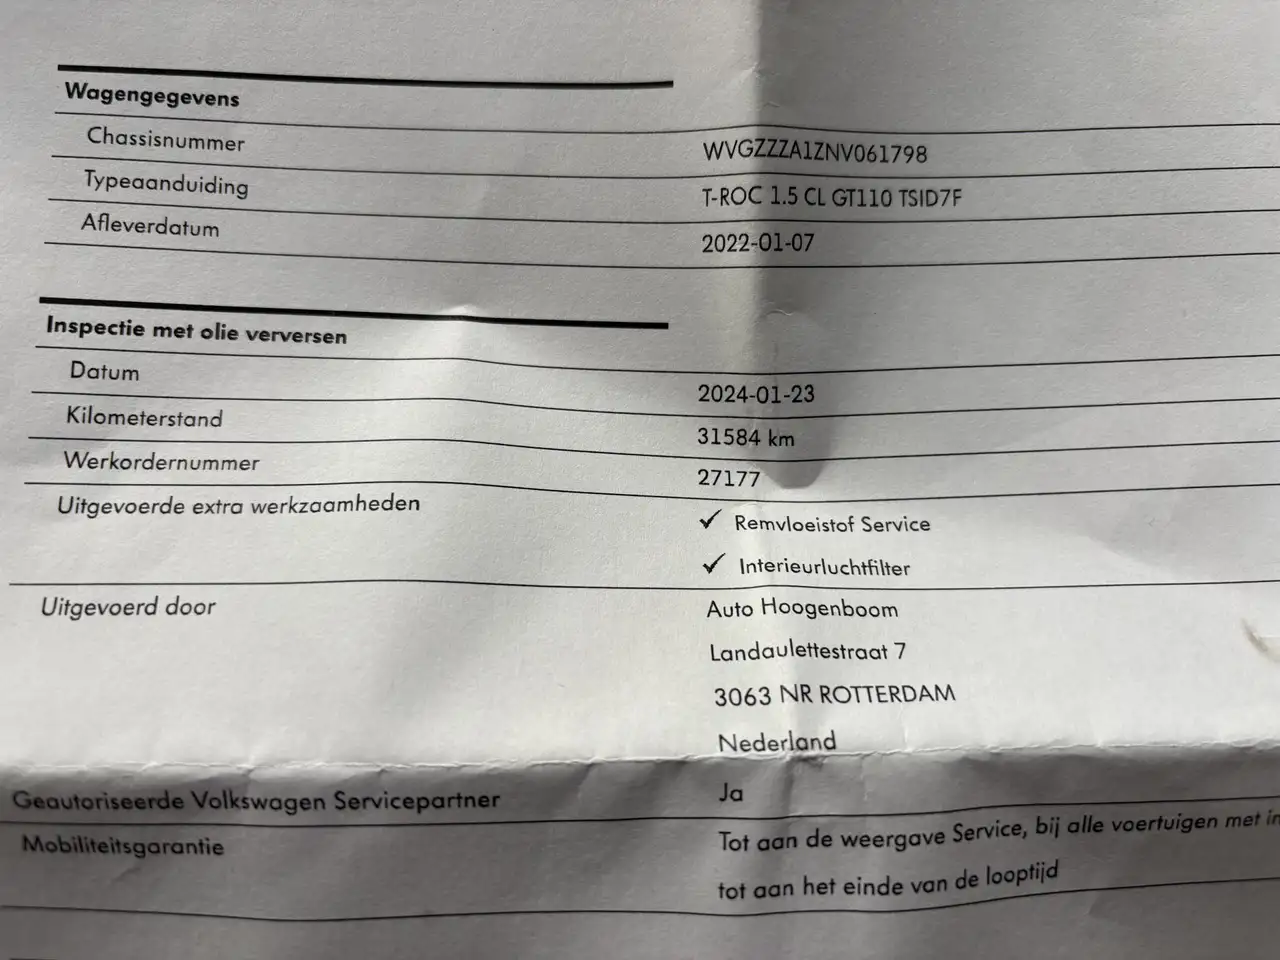 Wagengegevens
Chassisnummer WVGZZZA1ZNV061798
Typeaanduiding T-ROC 1.5 CL GT110 TSID7F
Afleverdatum 2022-01-07
Inspectie met olie verversen
Datum 2024-01-23
Kilometerstand 31584 km
Werkordernummer 27177
Uitgevoerde extra werkzaamheden ✓ Remvloeistof Service
✓ Interieurluchtfilter
Uitgevoerd door Auto Hoogenboom
Landaulettestraat 7
3063 NR ROTTERDAM
Nederland
Geautoriseerde Volkswagen Servicepartner Ja
Mobiliteitsgarantie Tot aan de weergave Service, bij alle voertuigen met
tot aan het einde van de looptijd